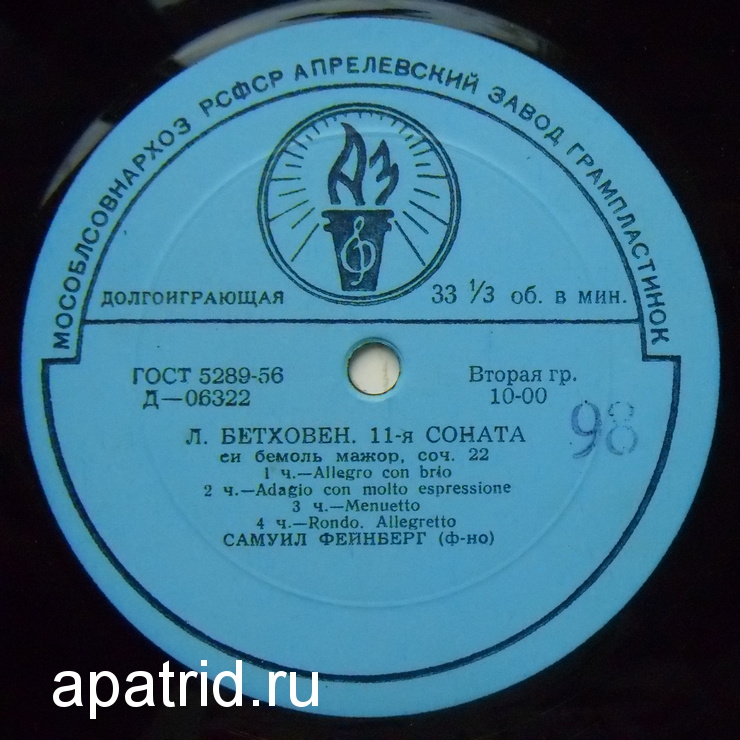 МОСОБЛСОВНАРХОЗ РСФСР АПРЕЛЕВСКИЙ ЗАВОД ГРАМПЛАСТИНОК
АЗ
ДОЛГОИГРАЮЩАЯ
33 1/3 об. в мин.
ГОСТ 5289-56
Д—06322
Вторая гр.
10-00
98
Л. БЕТХОВЕН. 11-я СОНАТА
си бемоль мажор, соч. 22
1 ч.—Allegro con brio
2 ч.—Adagio con molto espressione
3 ч.—Menuetto
4 ч.—Rondo. Allegretto
САМУИЛ ФЕЙНБЕРГ (ф-но)
apatrid.ru